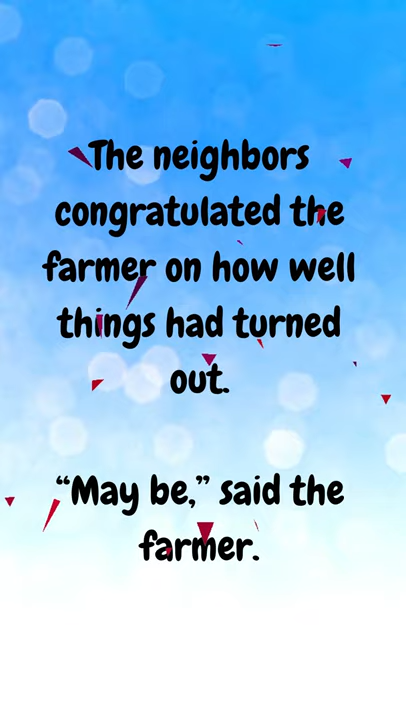 The neighbors
congratulated the
farmer on how well
things had turned
out.
“May be,” said the
farmer.